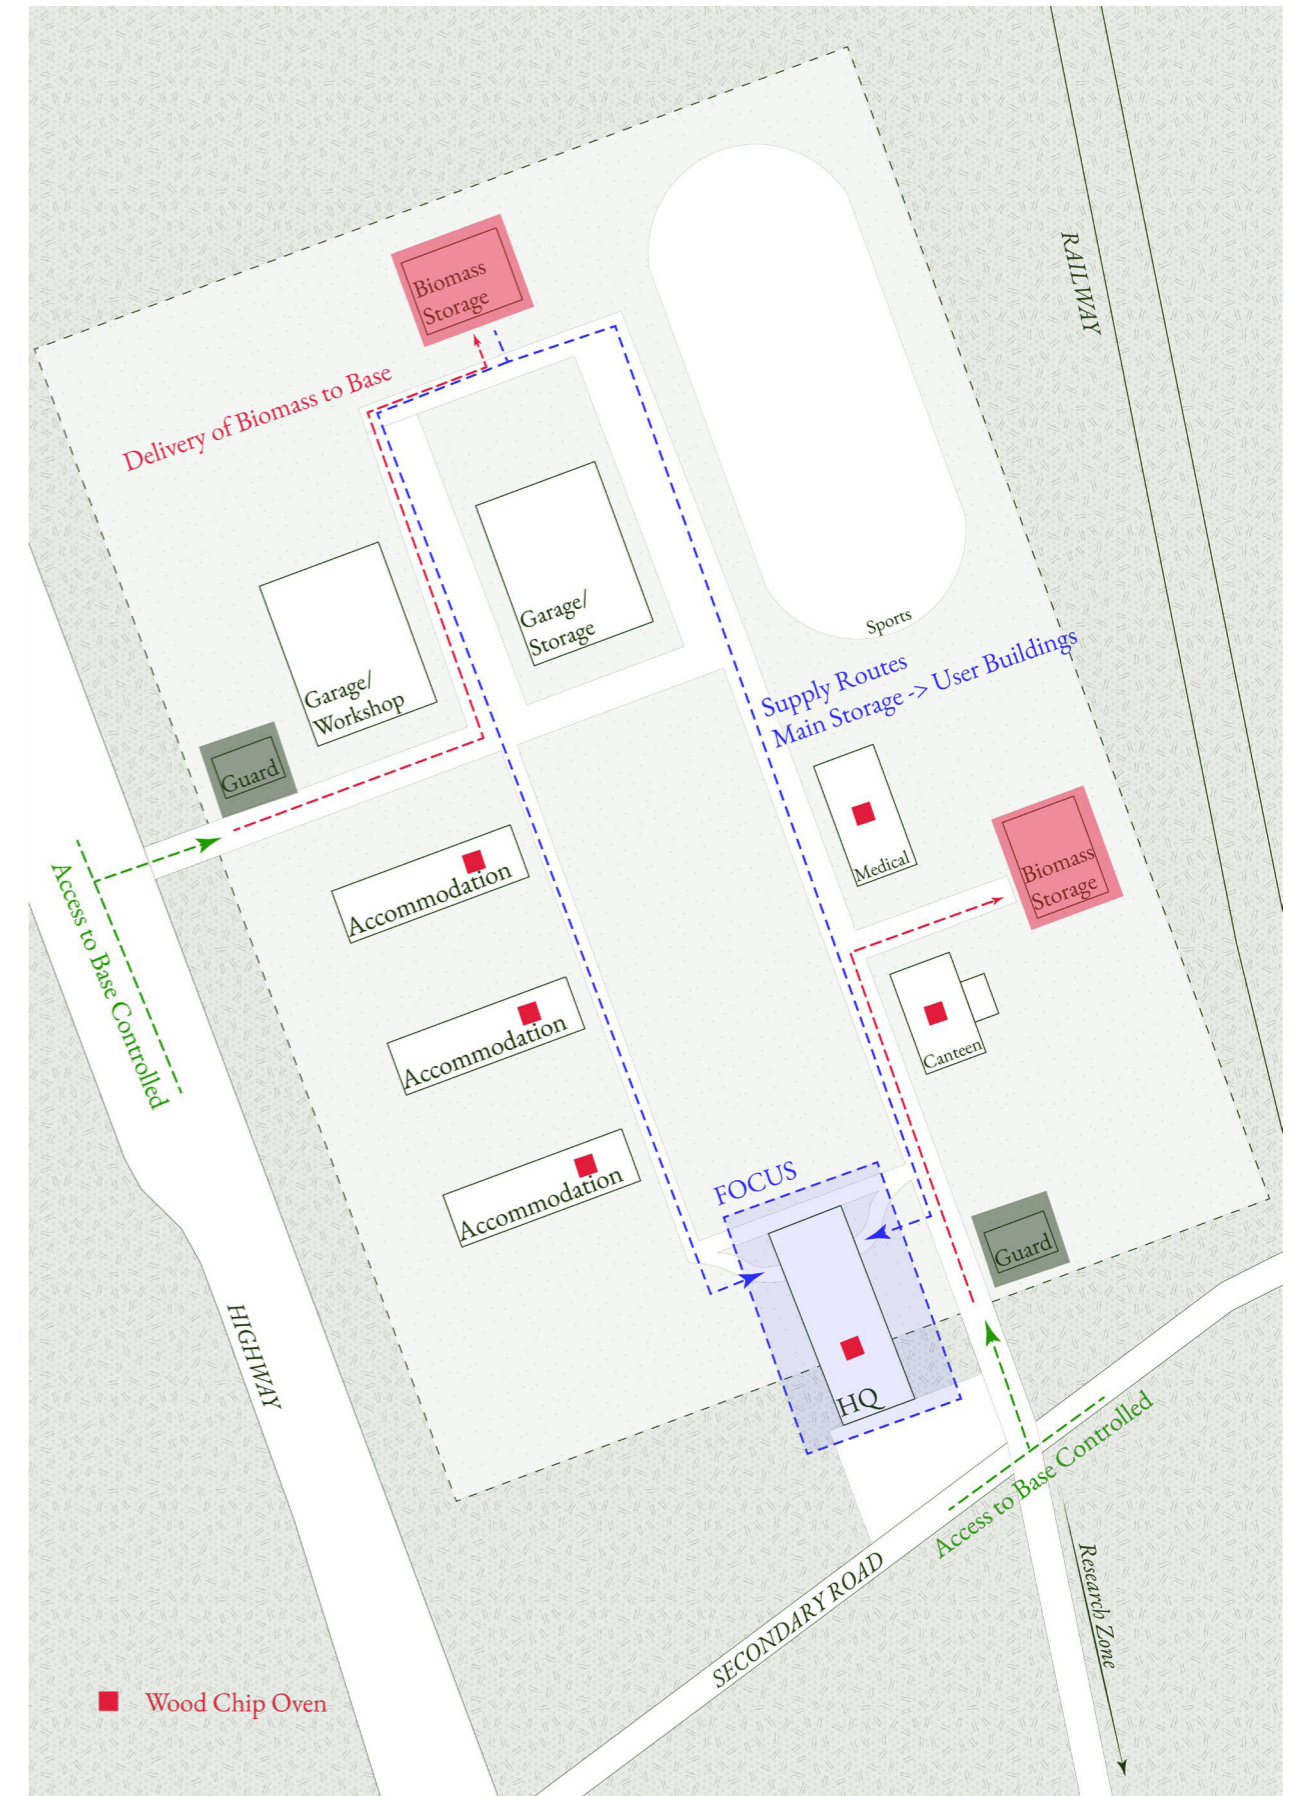 RAILWAY
Biomass
Storage
Delivery of Biomass to Base
Garage/
Storage
Sports
Garage/
Workshop
Supply Routes
Main Storage -> User Buildings
Guard
Medical
Biomass
Storage
Accommodation
Access to Base Controlled
Accommodation
Canteen
Accommodation
FOCUS
Guard
HIGHWAY
HQ
Access to Base Controlled
SECONDARY ROAD
Research Zone
Wood Chip Oven